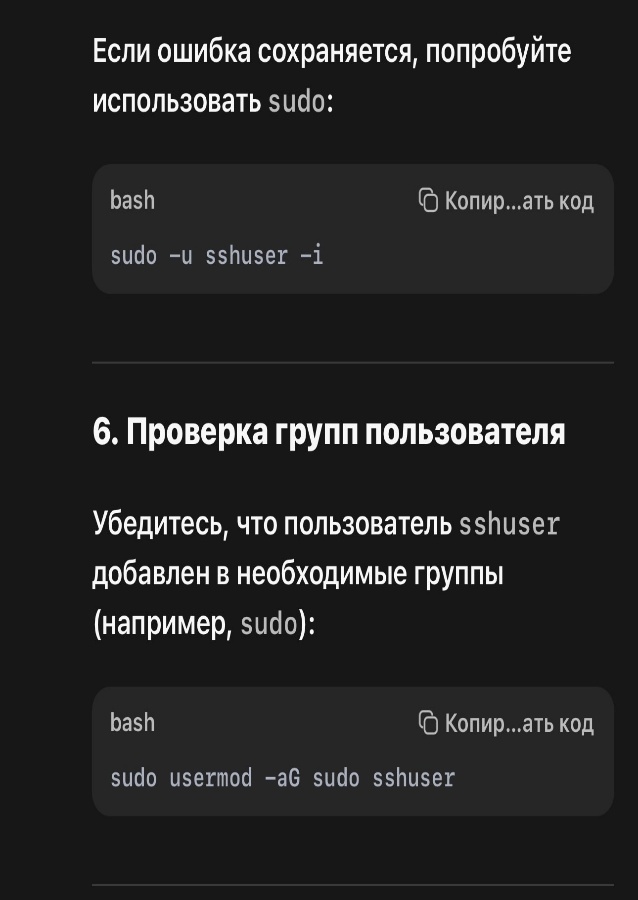 Если ошибка сохраняется, попробуйте
использовать sudo:
bash
Копир...ать код
sudo -u sshuser -i
6. Проверка групп пользователя
Убедитесь, что пользователь sshuser
добавлен в необходимые группы
(например, sudo):
bash
Копир...ать код
sudo usermod -aG sudo sshuser